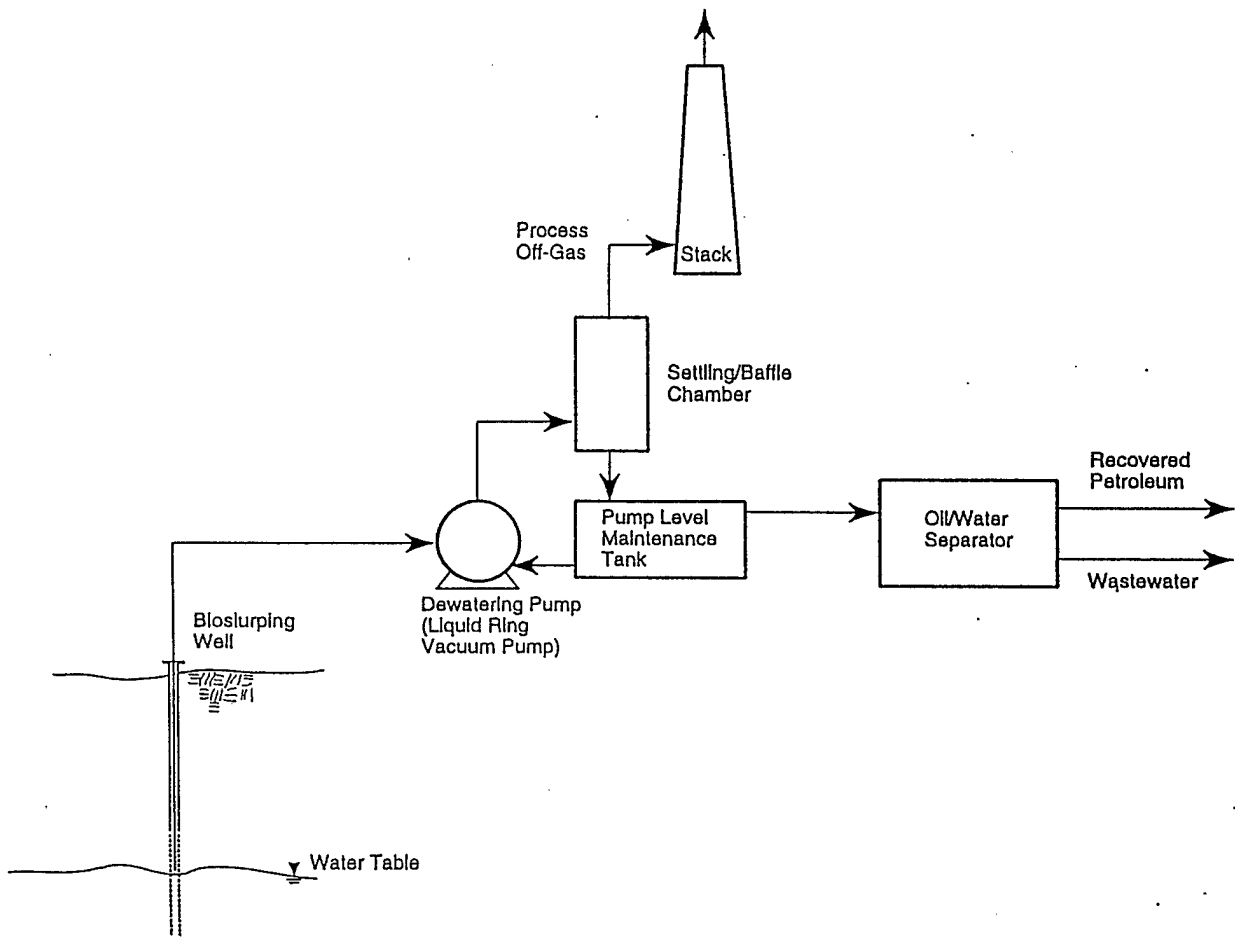 Process
Off-Gas
Stack
Settling/Baffle
Chamber
Recovered
Petroleum
Pump Level
Maintenance
Tank
Oil/Water
Separator
Wastewater
Dewatering Pump
(Liquid Ring
Vacuum Pump)
Bioslurping
Well
Water Table